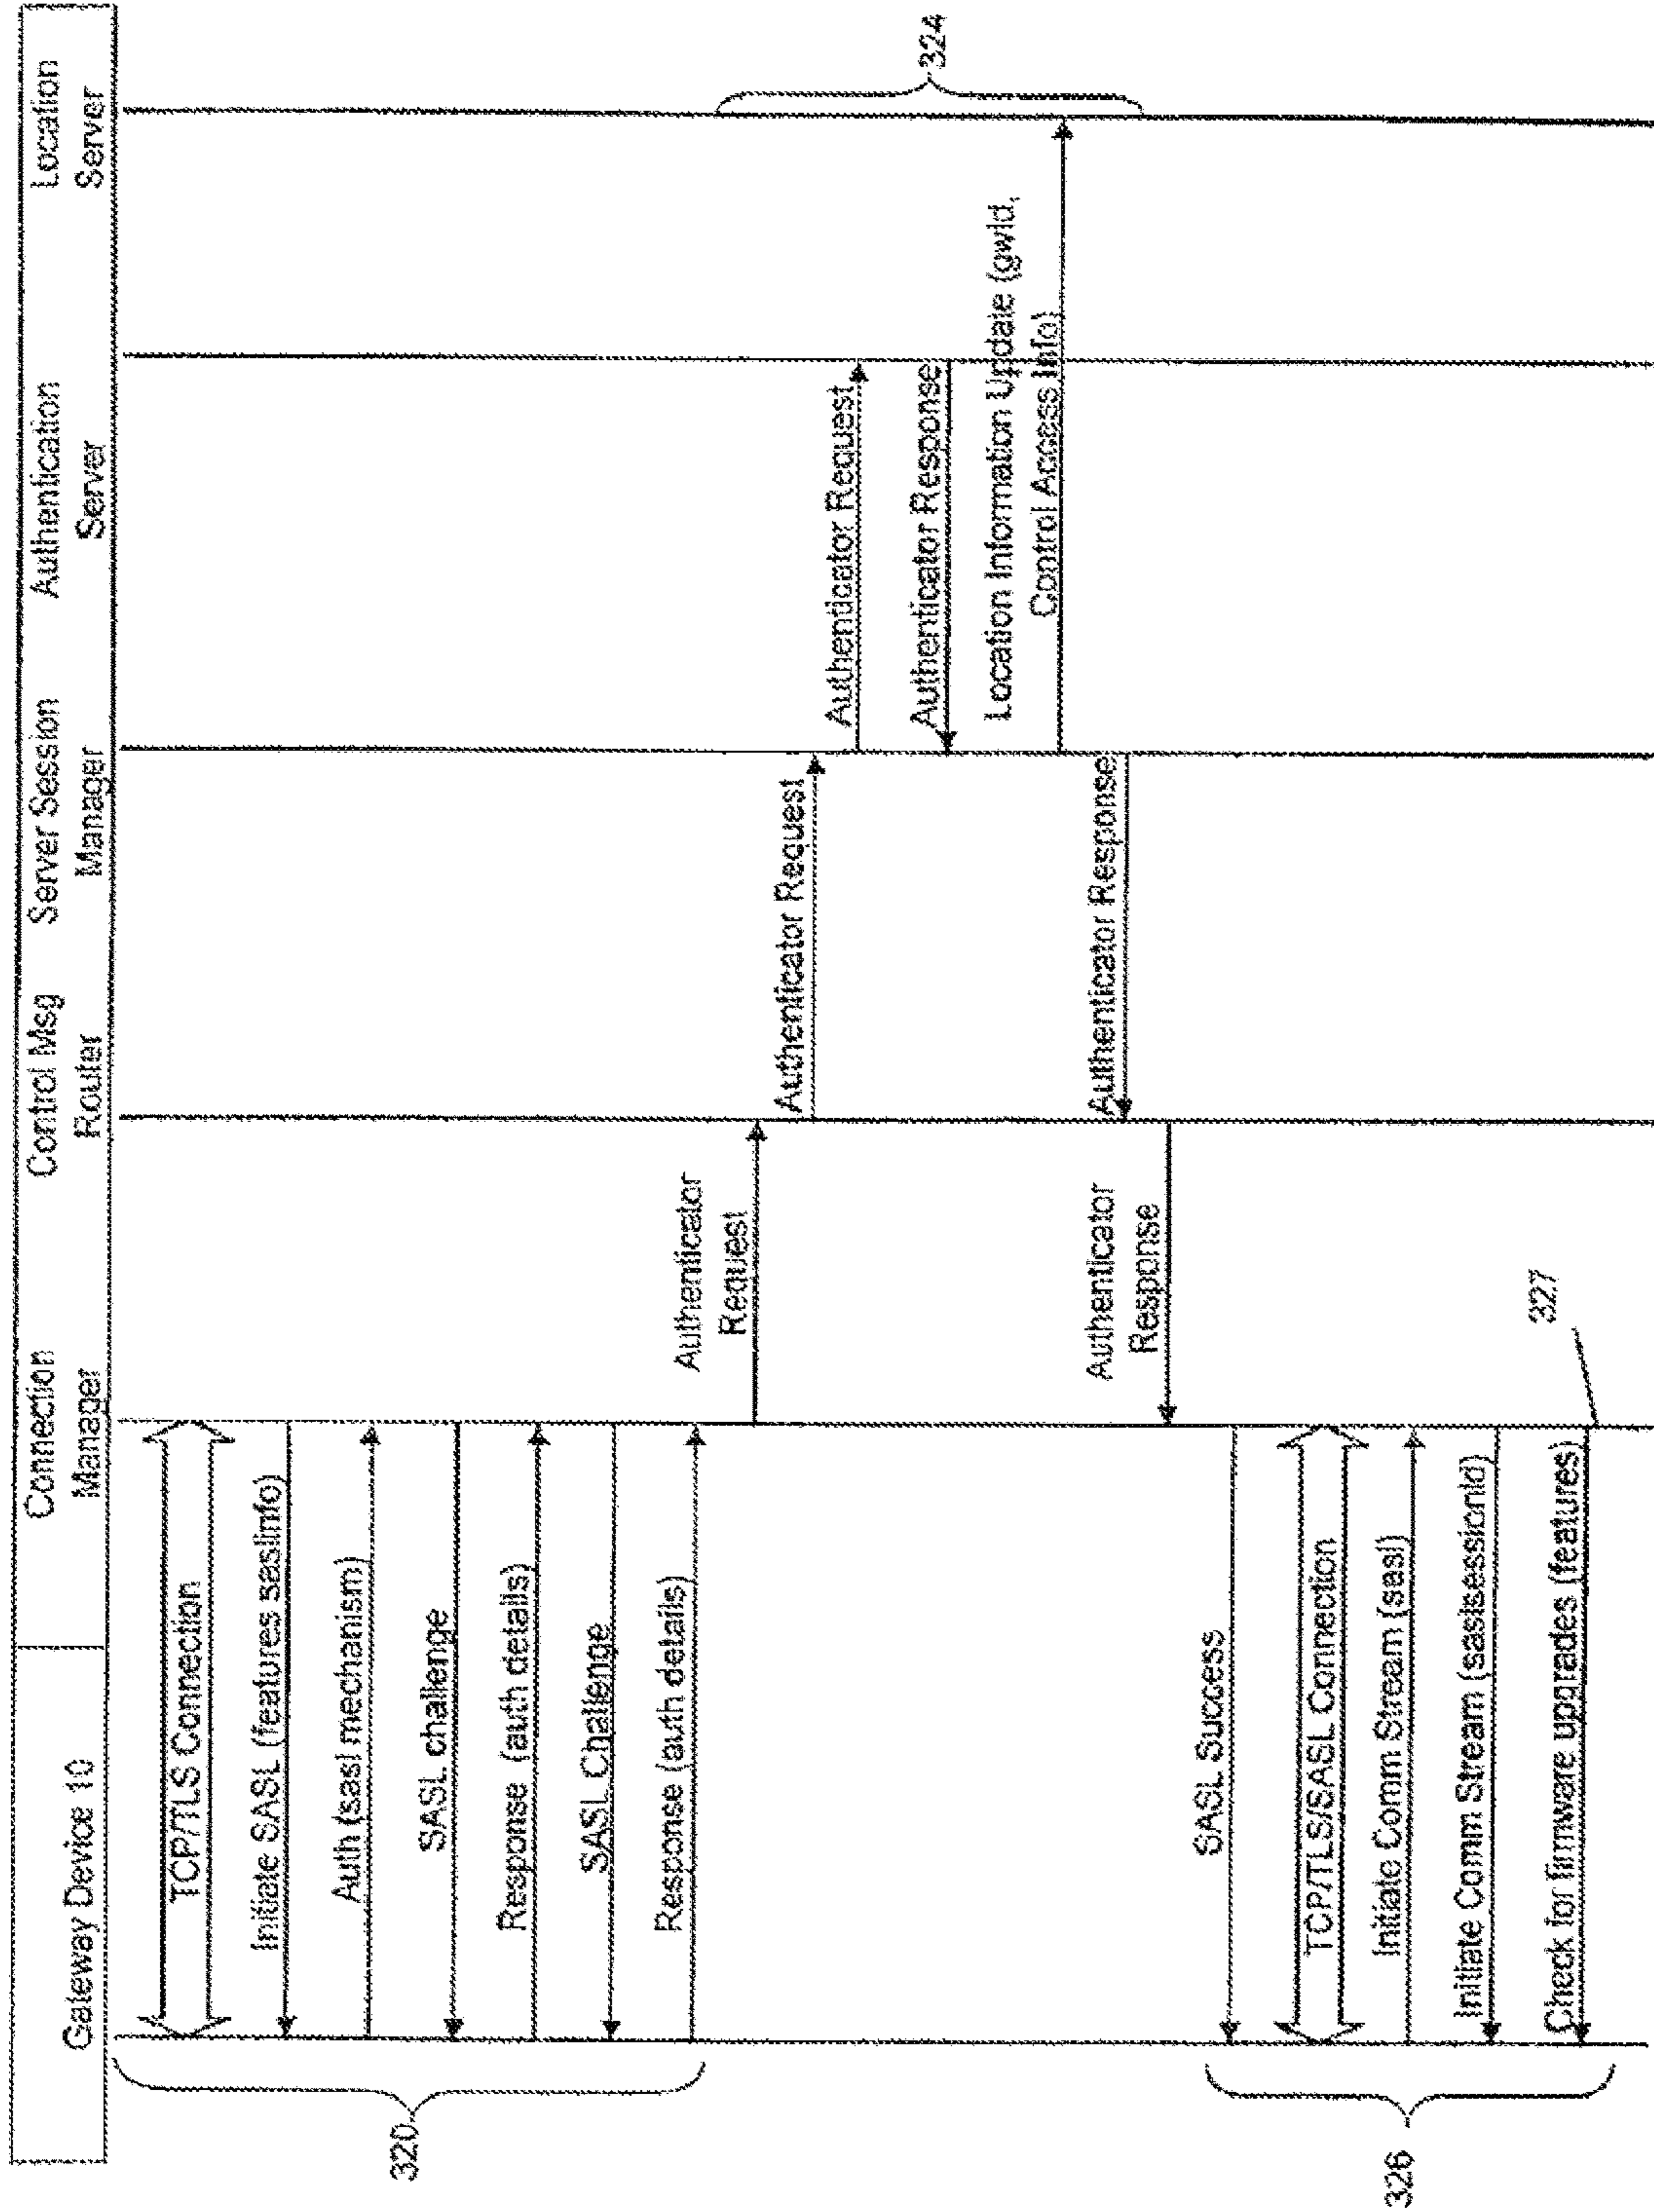 Gateway Device 10
Connection
Manager
Control Msg
Router
Server Session
Manager
Authentication
Server
Location
Server
TCP/TLS Connection
Initiate SASL (features saslinfo)
Auth (sasl mechanism)
SASL challenge
Response (auth details)
SASL Challenge
Response (auth details)
320
Authenticator
Request
Authenticator Request
Authenticator Request
Authenticator Response
Location Information Update (gwId,
Control Access Info)
324
Authenticator Response
Authenticator
Response
SASL Success
TCP/TLS/SASL Connection
Initiate Comm Stream (sasl)
Initiate Comm Stream (saslsessionId)
Check for firmware upgrades (features)
326
327